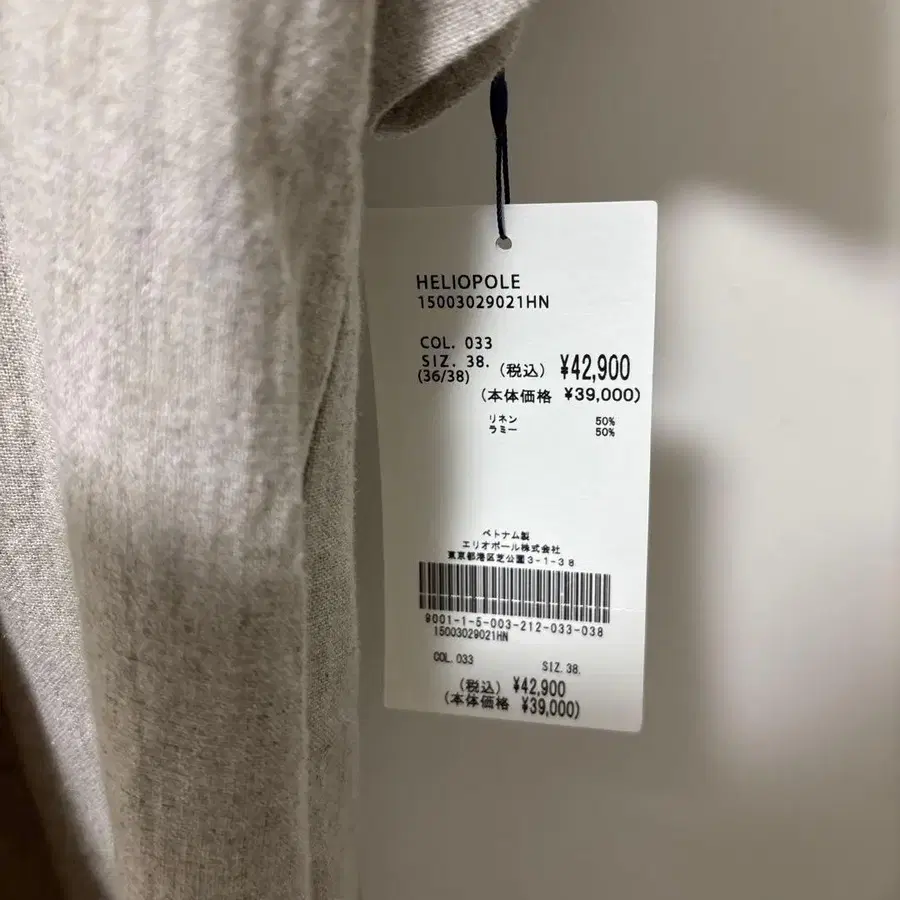 HELIOPOLE
15003029021HN
COL. 033
SIZ. 38. (税込) ¥42,900
(36/38) (本体価格 ¥39,000)
リネン 50%
ラミー 50%
ベトナム製
エリオポール株式会社
東京都港区芝公園3-1-38
9001-1-5-003-212-033-038
15003029021HN
COL.033 SIZ.38.
(税込) ¥42,900
(本体価格 ¥39,000)